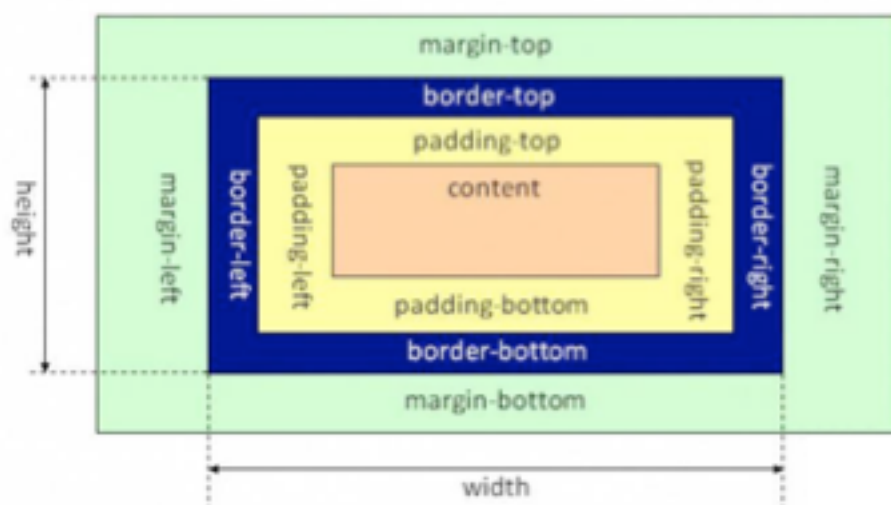 margin-top
border-top
padding-top
content
height
margin-left
border-left
padding-left
padding-right
border-right
margin-right
padding-bottom
border-bottom
margin-bottom
width